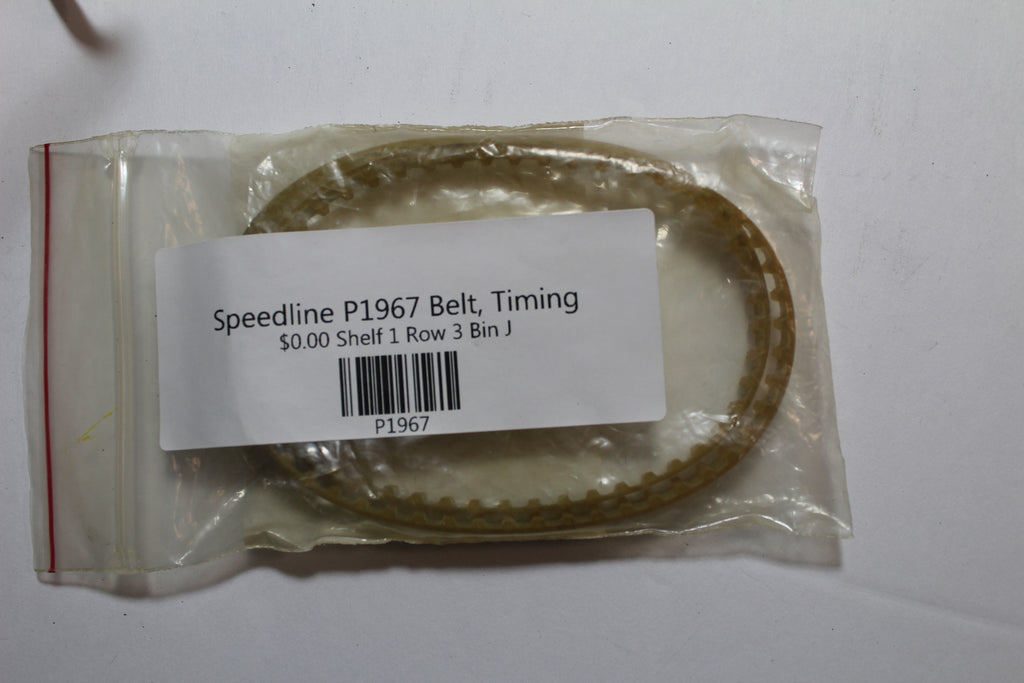 Speedline P1967 Belt, Timing
$0.00 Shelf 1 Row 3 Bin J
P1967